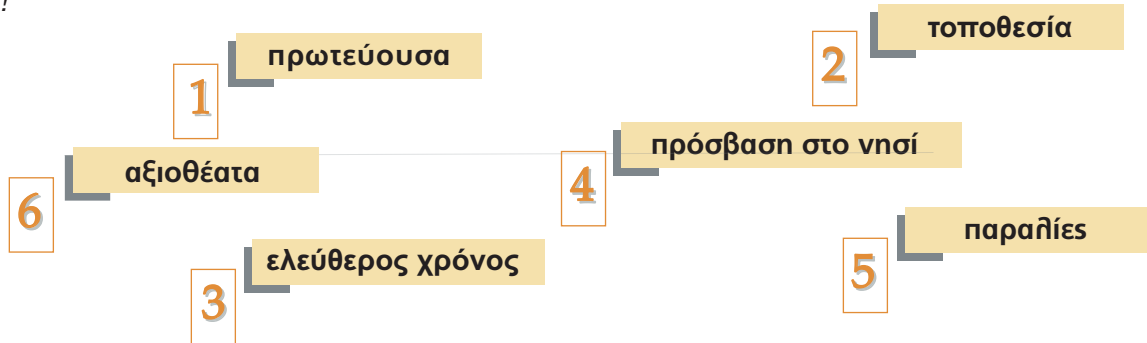 !
τοποθεσία
2
πρωτεύουσα
1
πρόσβαση στο νησί
4
αξιοθέατα
6
παραλίες
5
ελεύθερος χρόνος
3